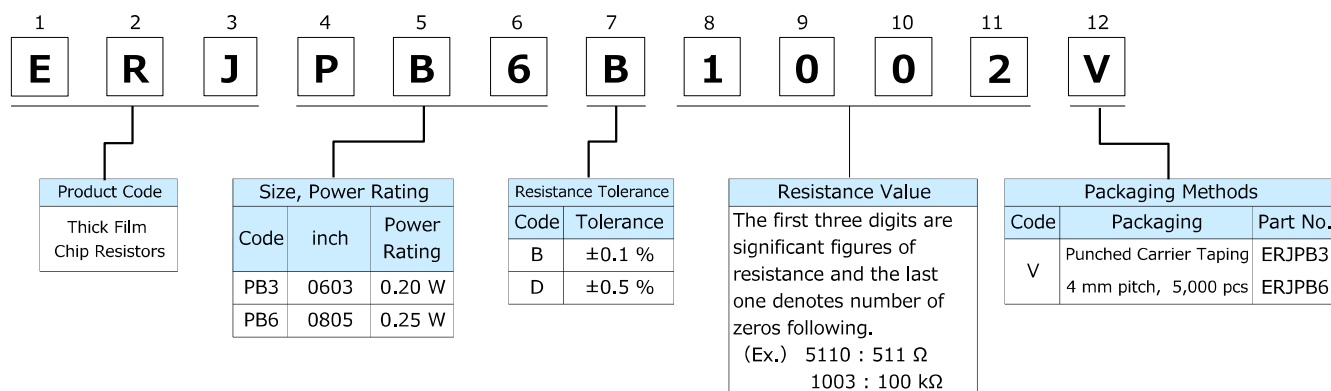 1 2 3 4 5 6 7 8 9 10 11 12
E R J P B 6 B 1 0 0 2 V
Product Code
Thick Film
Chip Resistors
Size, Power Rating
Code inch Power Rating
PB3 0603 0.20 W
PB6 0805 0.25 W
Resistance Tolerance
Code Tolerance
B ±0.1 %
D ±0.5 %
Resistance Value
The first three digits are
significant figures of
resistance and the last
one denotes number of
zeros following.
(Ex.) 5110 : 511 Ω
1003 : 100 kΩ
Packaging Methods
Code Packaging Part No.
V Punched Carrier Taping ERJPB3
4 mm pitch, 5,000 pcs ERJPB6